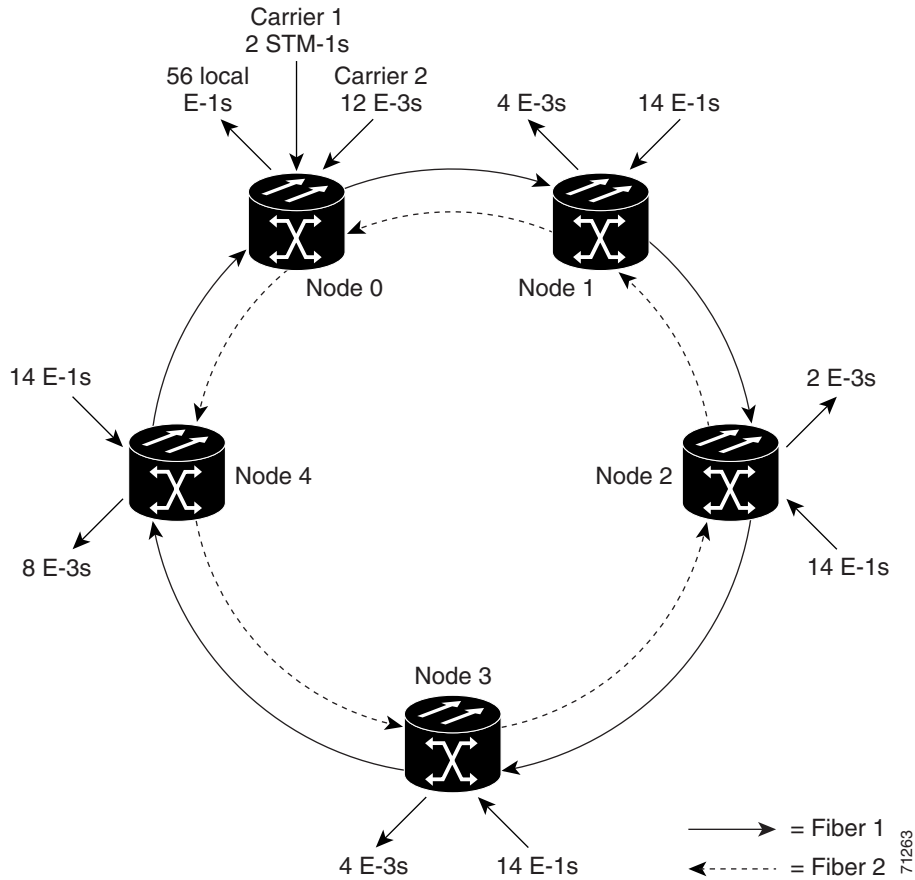 Carrier 1
2 STM-1s
56 local
E-1s
Carrier 2
12 E-3s
4 E-3s
14 E-1s
Node 0
Node 1
14 E-1s
Node 4
8 E-3s
2 E-3s
Node 2
14 E-1s
Node 3
4 E-3s
14 E-1s
= Fiber 1
= Fiber 2
71263